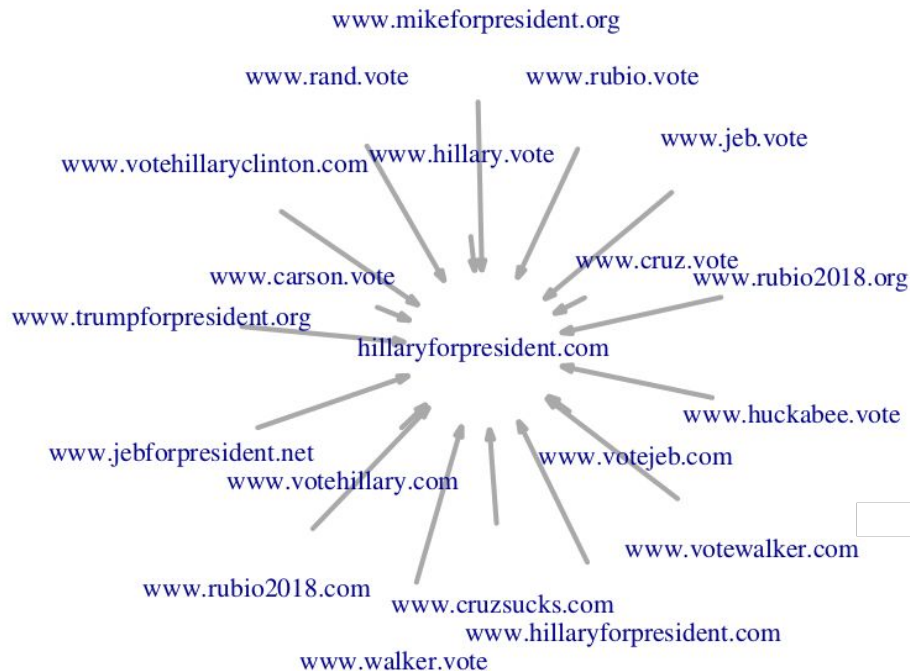 www.mikeforpresident.org
www.rand.vote
www.rubio.vote
www.jeb.vote
www.votehillaryclinton.com
www.hillary.vote
www.cruz.vote
www.carson.vote
www.rubio2018.org
www.trumpforpresident.org
hillaryforpresident.com
www.huckabee.vote
www.jebforpresident.net
www.votejeb.com
www.votehillary.com
www.votewalker.com
www.rubio2018.com
www.cruzsucks.com
www.hillaryforpresident.com
www.walker.vote